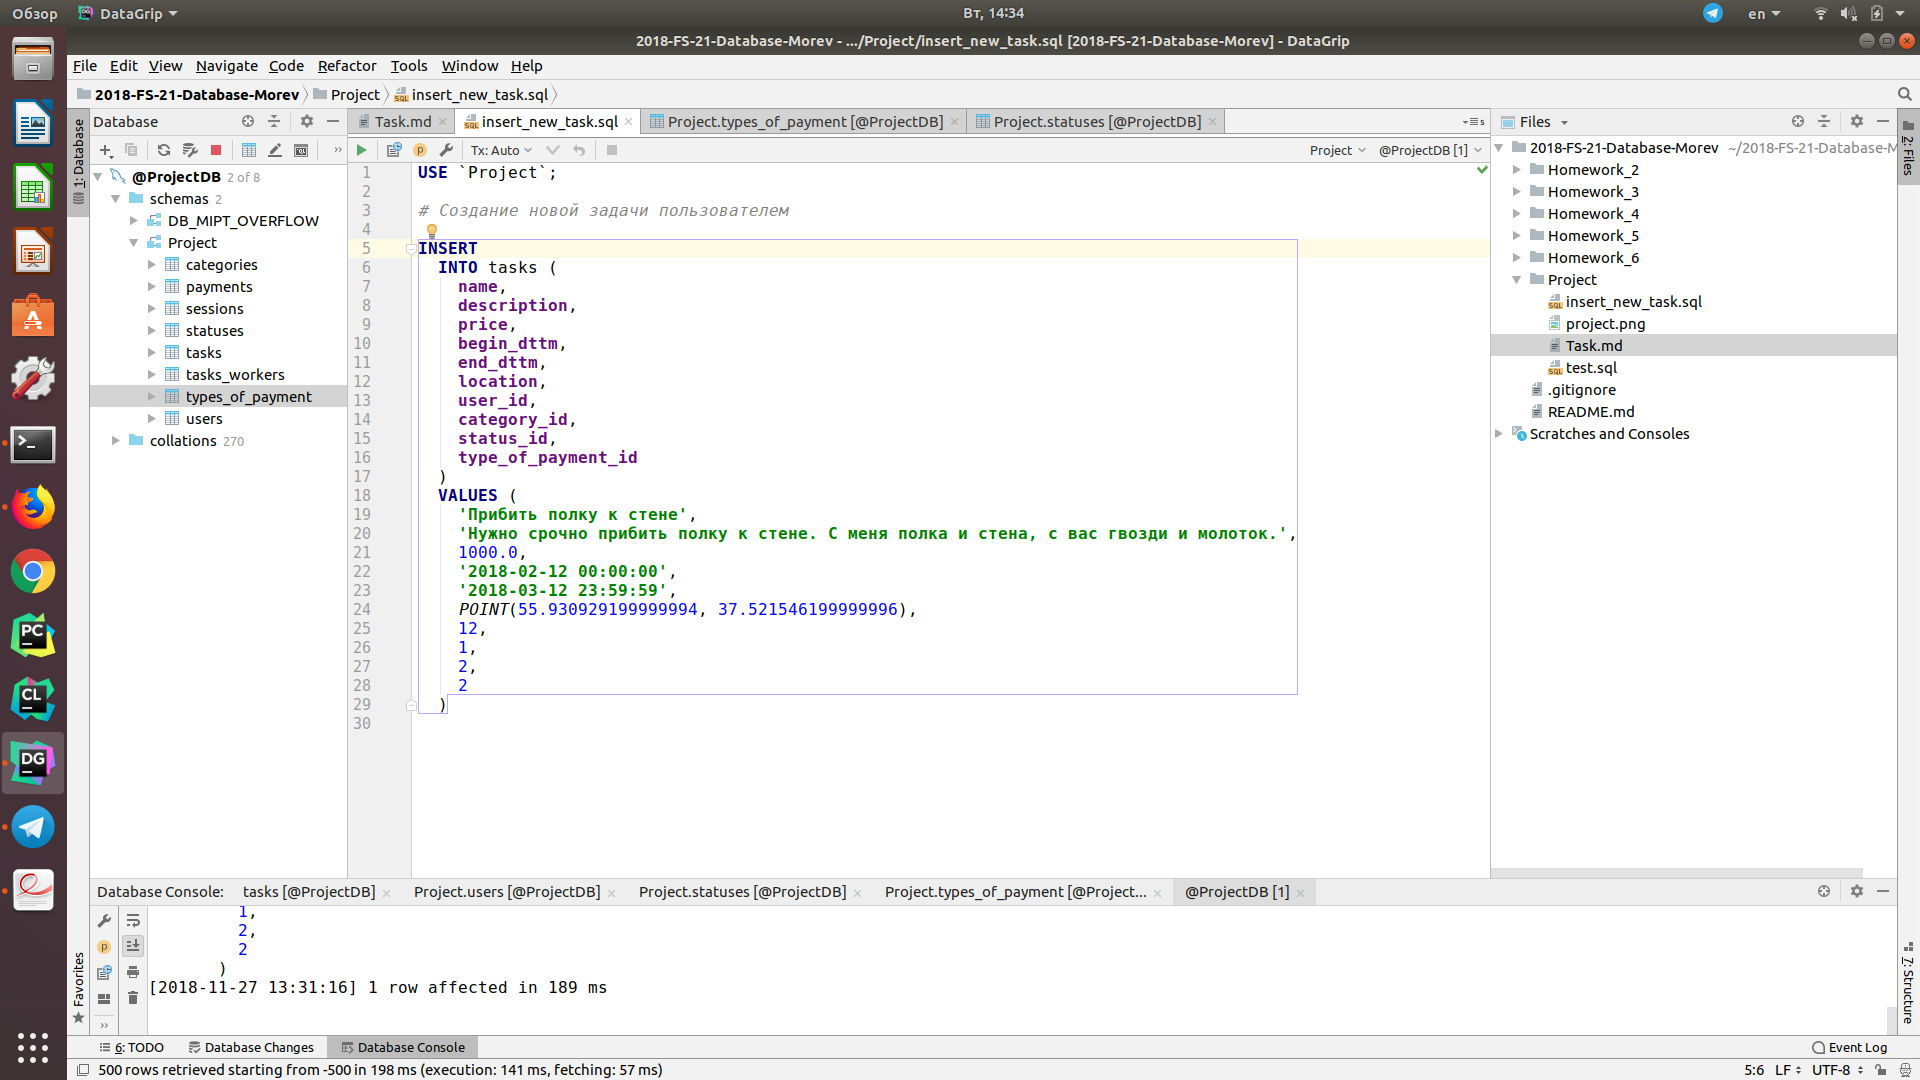 Обзор DataGrip Вт, 14:34 en
2018-FS-21-Database-Morev - .../Project/insert_new_task.sql [2018-FS-21-Database-Morev] - DataGrip
File Edit View Navigate Code Refactor Tools Window Help
2018-FS-21-Database-Morev Project insert_new_task.sql
1: Database
Database
@ProjectDB 2 of 8
schemas 2
DB_MIPT_OVERFLOW
Project
categories
payments
sessions
statuses
tasks
tasks_workers
types_of_payment
users
collations 270
Task.md insert_new_task.sql Project.types_of_payment [@ProjectDB] Project.statuses [@ProjectDB]
Tx: Auto Project @ProjectDB [1]
1 USE `Project`;
2
3 # Создание новой задачи пользователем
4
5 INSERT
6 INTO tasks (
7 name,
8 description,
9 price,
10 begin_dttm,
11 end_dttm,
12 location,
13 user_id,
14 category_id,
15 status_id,
16 type_of_payment_id
17 )
18 VALUES (
19 'Прибить полку к стене',
20 'Нужно срочно прибить полку к стене. С меня полка и стена, с вас гвозди и молоток.',
21 1000.0,
22 '2018-02-12 00:00:00',
23 '2018-03-12 23:59:59',
24 POINT(55.930929199999994, 37.521546199999996),
25 12,
26 1,
27 2,
28 2
29 )
30
Files
2018-FS-21-Database-Morev ~/2018-FS-21-Database-M
Homework_2
Homework_3
Homework_4
Homework_5
Homework_6
Project
insert_new_task.sql
project.png
Task.md
test.sql
.gitignore
README.md
Scratches and Consoles
2: Files
7: Structure
Favorites
Database Console: tasks [@ProjectDB] Project.users [@ProjectDB] Project.statuses [@ProjectDB] Project.types_of_payment [@Project... @ProjectDB [1]
1,
2,
2
)
[2018-11-27 13:31:16] 1 row affected in 189 ms
6: TODO Database Changes Database Console Event Log
500 rows retrieved starting from -500 in 198 ms (execution: 141 ms, fetching: 57 ms) 5:6 LF UTF-8
PC
CL
DG